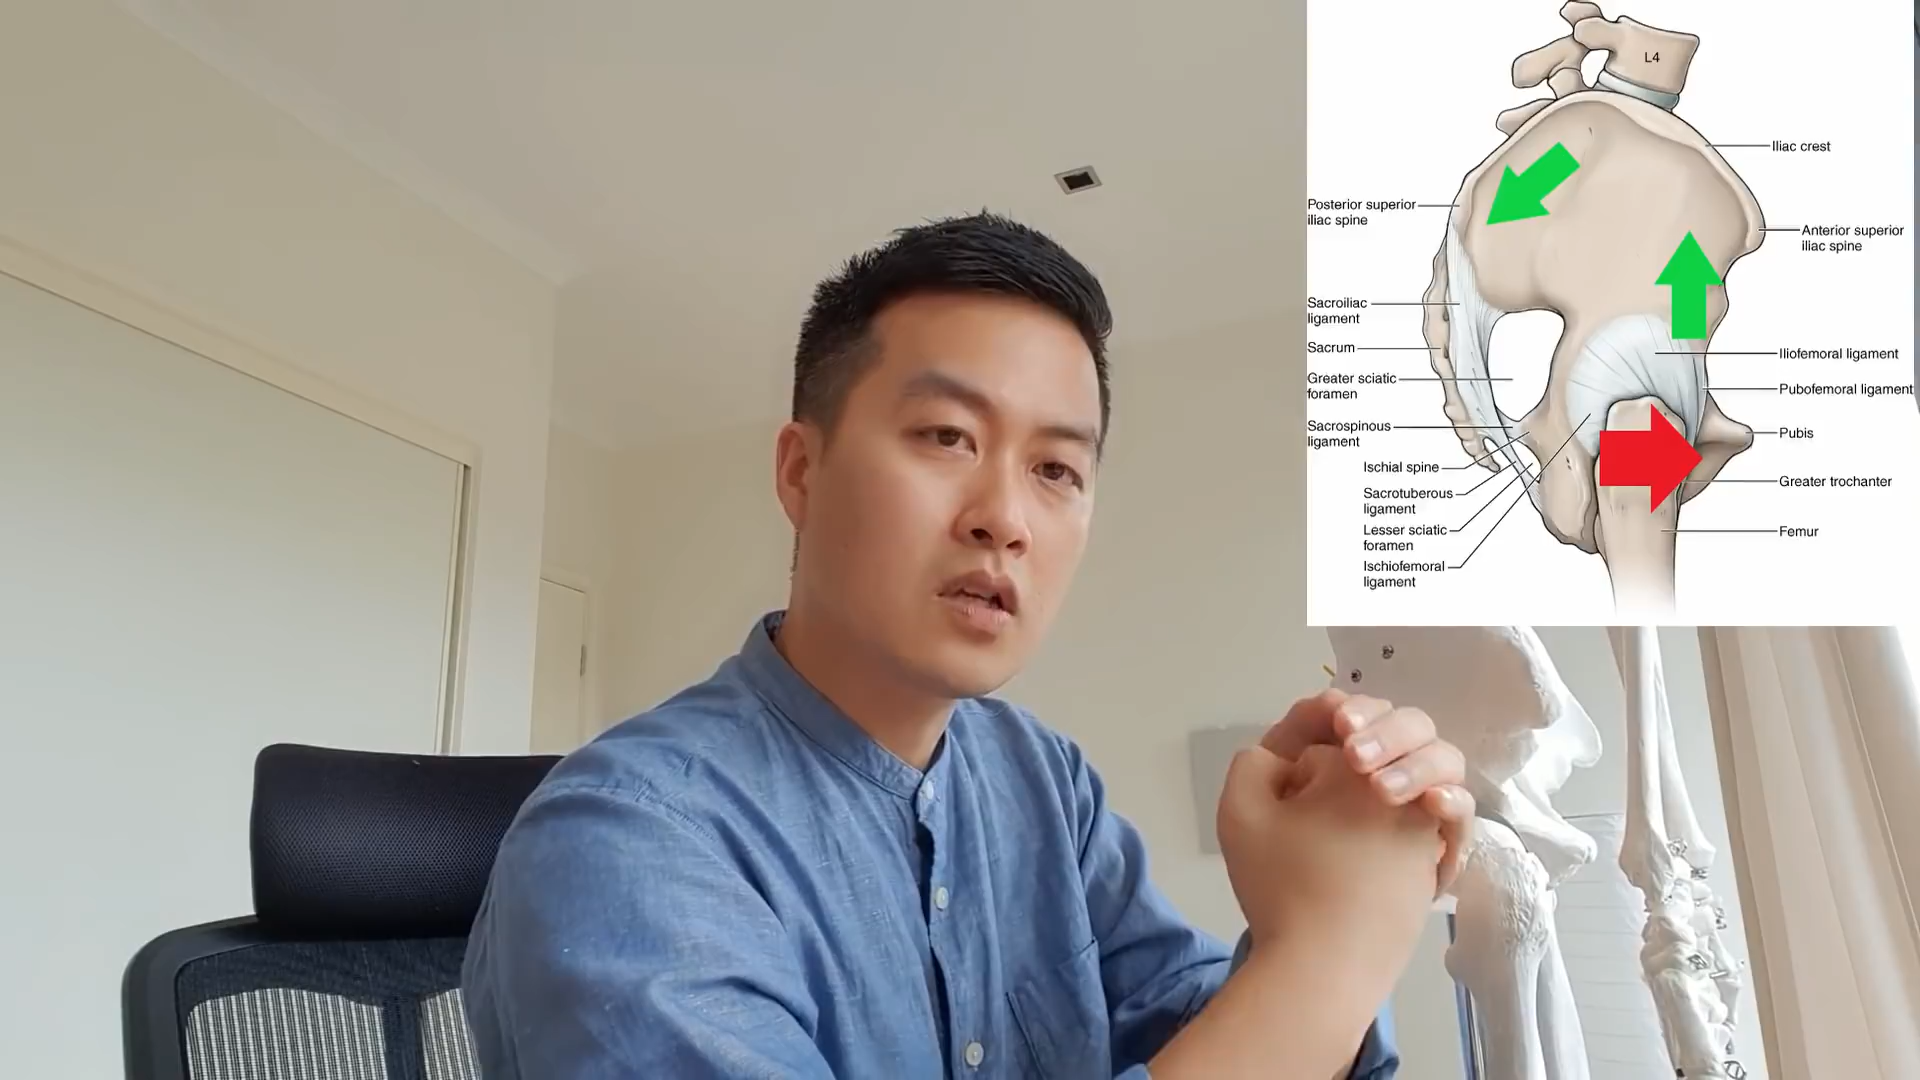 L4
Iliac crest
Posterior superior
iliac spine
Anterior superior
iliac spine
Sacroiliac
ligament
Sacrum
Iliofemoral ligament
Greater sciatic
foramen
Pubofemoral ligament
Sacrospinous
ligament
Pubis
Ischial spine
Greater trochanter
Sacrotuberous
ligament
Lesser sciatic
foramen
Femur
Ischiofemoral
ligament